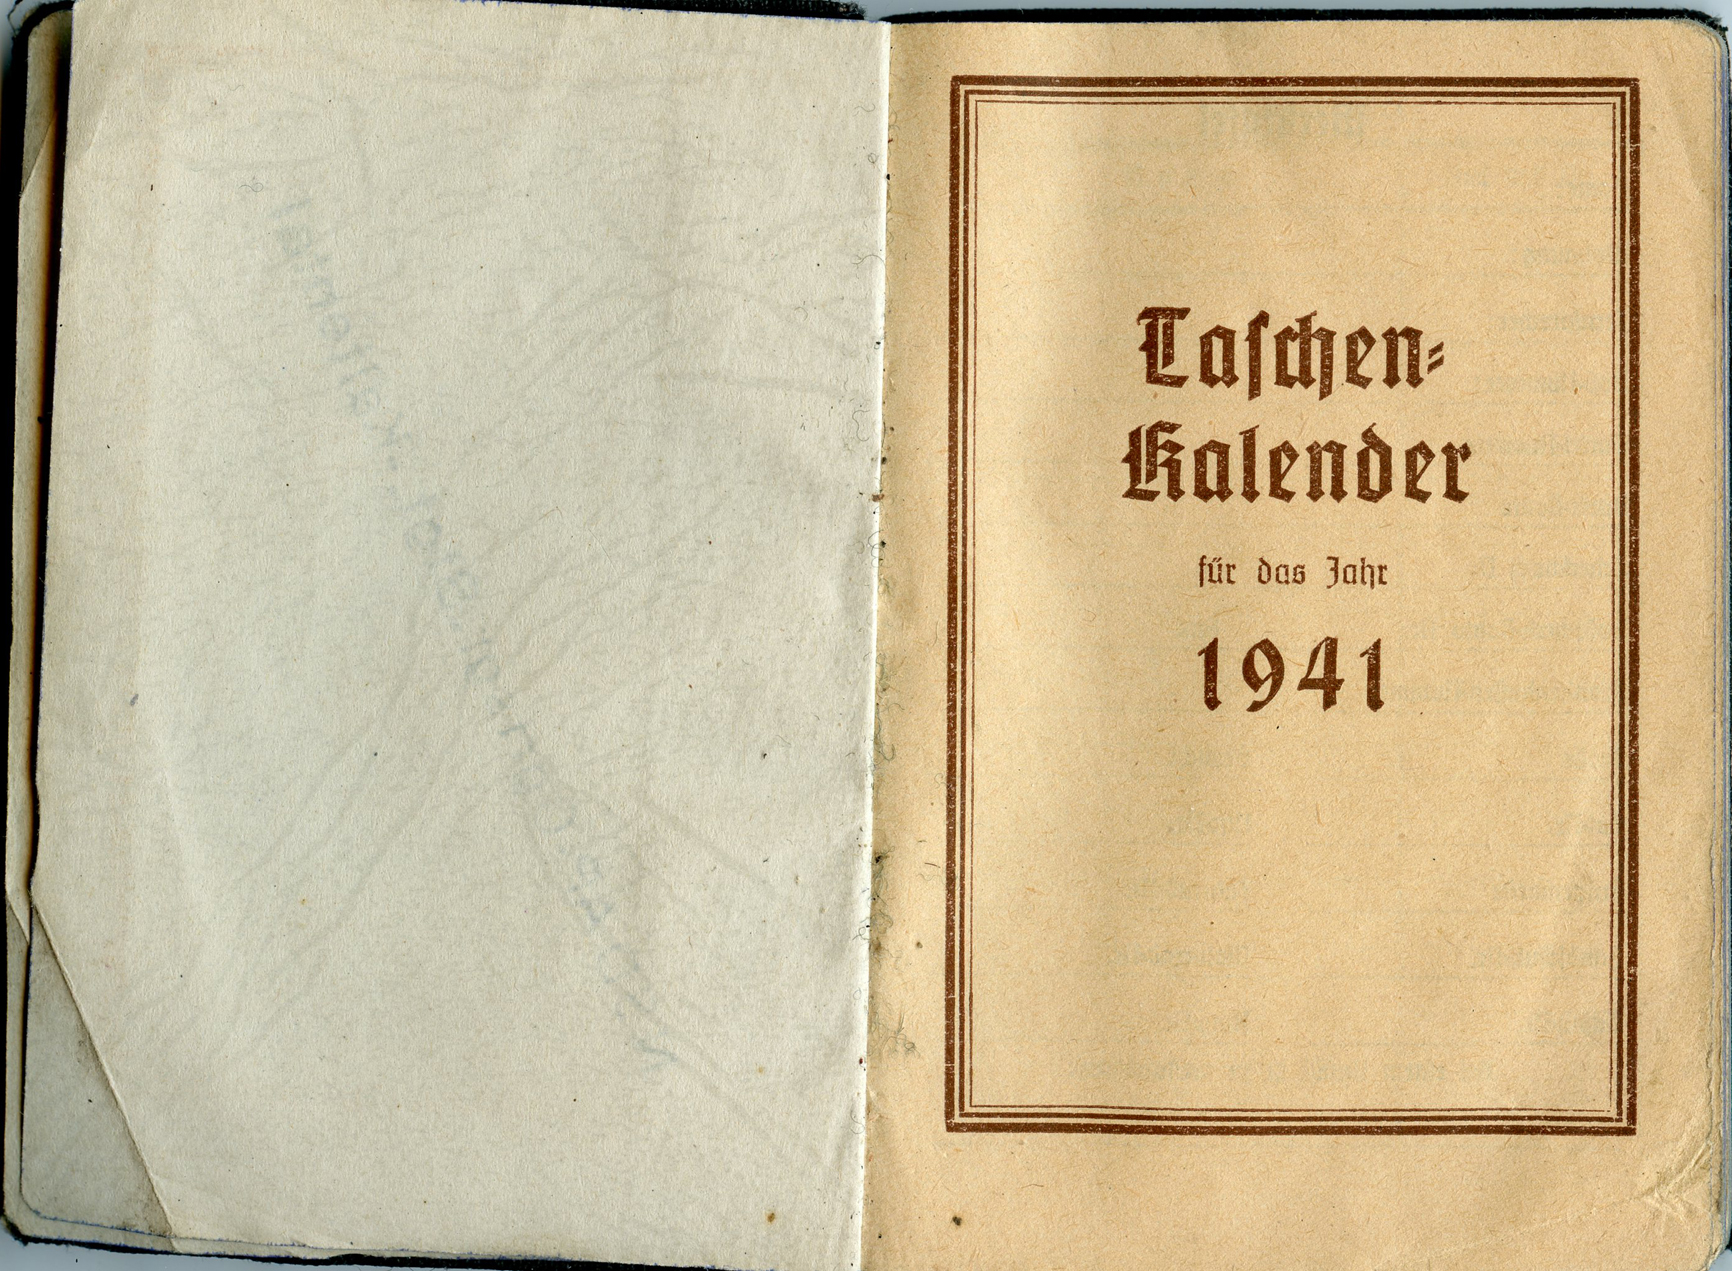 Taschen-
Kalender
für das Jahr
1941